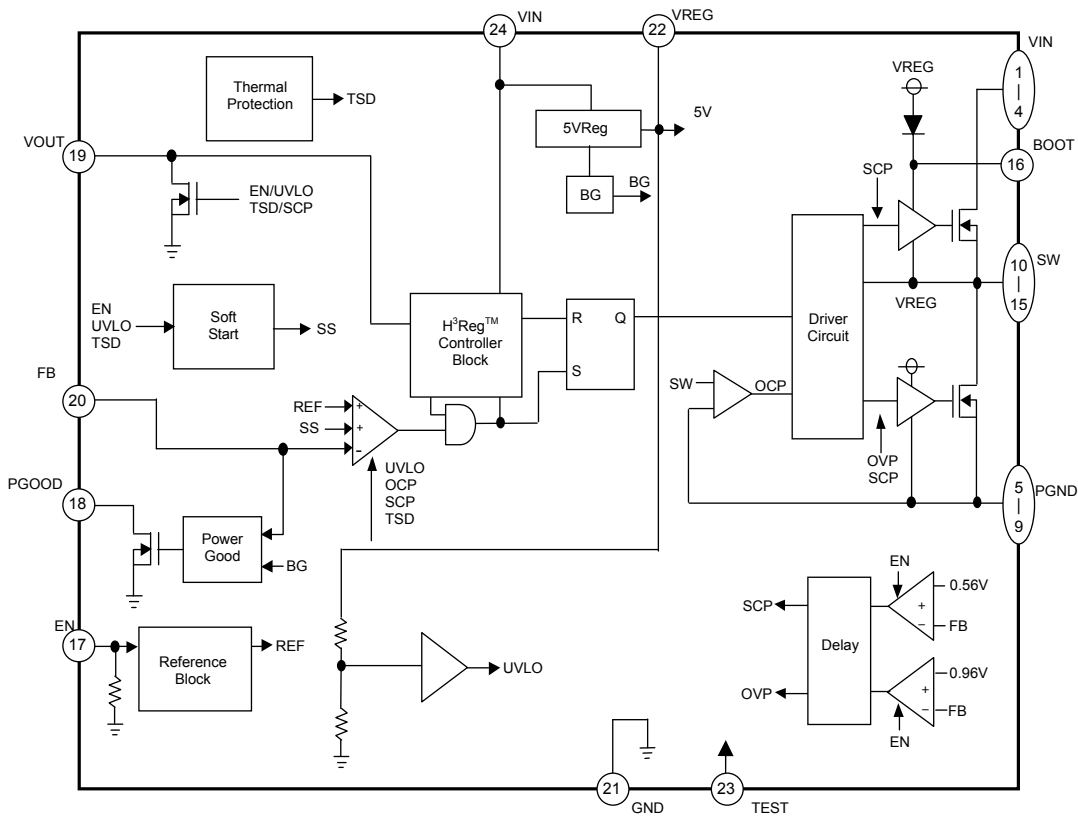 VIN
24
VREG
22
VIN
1
4
Thermal
Protection
TSD
VREG
5VReg
5V
VOUT
19
BOOT
16
SCP
BG
BG
EN/UVLO
TSD/SCP
SW
10
15
EN
UVLO
TSD
Soft
Start
SS
H³Reg™
Controller
Block
R
Q
S
VREG
Driver
Circuit
FB
20
SW
OCP
REF
+
SS
+
−
OVP
SCP
UVLO
OCP
SCP
TSD
PGOOD
18
PGND
5
9
Power
Good
BG
EN
0.56V
SCP
+
−
FB
EN
17
Reference
Block
REF
UVLO
Delay
0.96V
OVP
+
−
FB
EN
21
GND
23
TEST